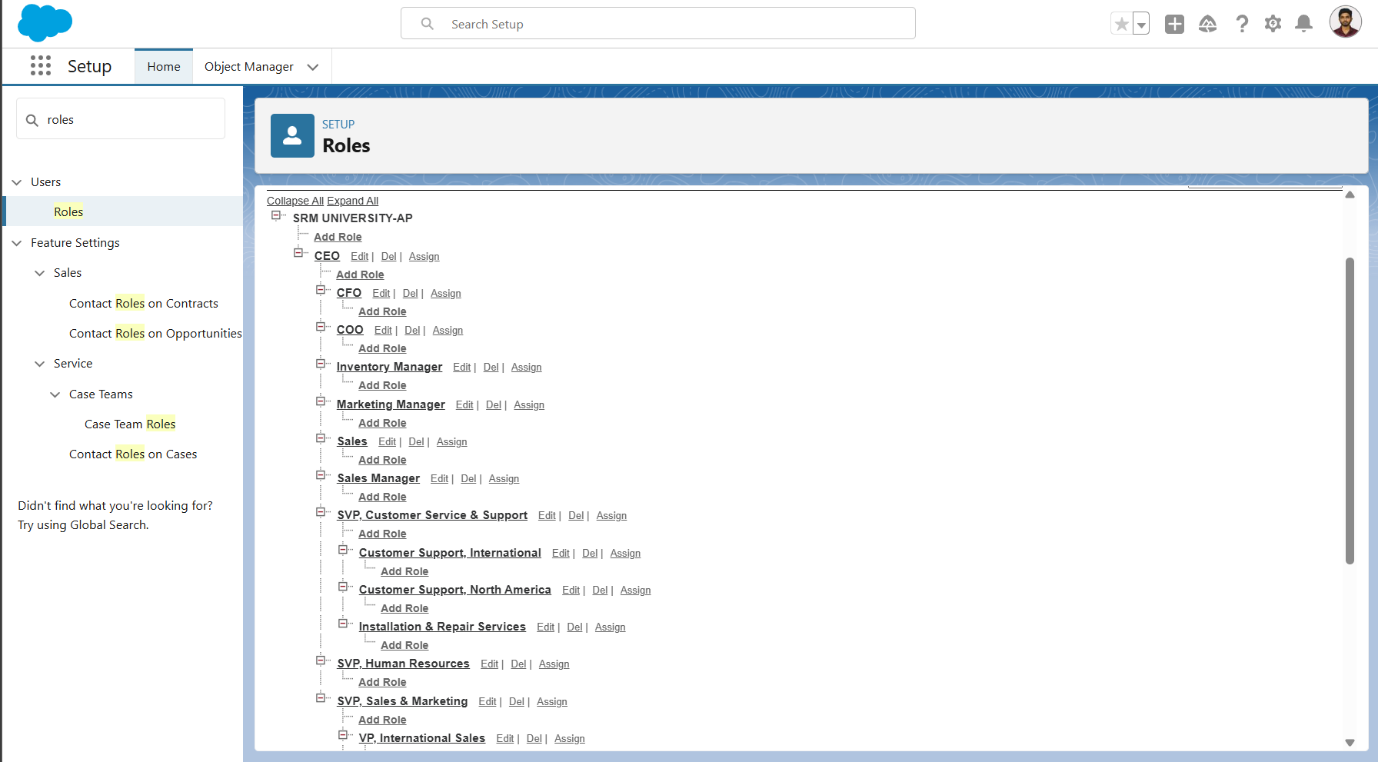 Search Setup
Setup
Home
Object Manager
roles
Users
Roles
Feature Settings
Sales
Contact Roles on Contracts
Contact Roles on Opportunities
Service
Case Teams
Case Team Roles
Contact Roles on Cases
Didn't find what you're looking for?
Try using Global Search.
SETUP
Roles
Collapse All Expand All
SRM UNIVERSITY-AP
Add Role
CEO Edit | Del | Assign
Add Role
CFO Edit | Del | Assign
Add Role
COO Edit | Del | Assign
Add Role
Inventory Manager Edit | Del | Assign
Add Role
Marketing Manager Edit | Del | Assign
Add Role
Sales Edit | Del | Assign
Add Role
Sales Manager Edit | Del | Assign
Add Role
SVP, Customer Service & Support Edit | Del | Assign
Add Role
Customer Support, International Edit | Del | Assign
Add Role
Customer Support, North America Edit | Del | Assign
Add Role
Installation & Repair Services Edit | Del | Assign
Add Role
SVP, Human Resources Edit | Del | Assign
Add Role
SVP, Sales & Marketing Edit | Del | Assign
Add Role
VP, International Sales Edit | Del | Assign